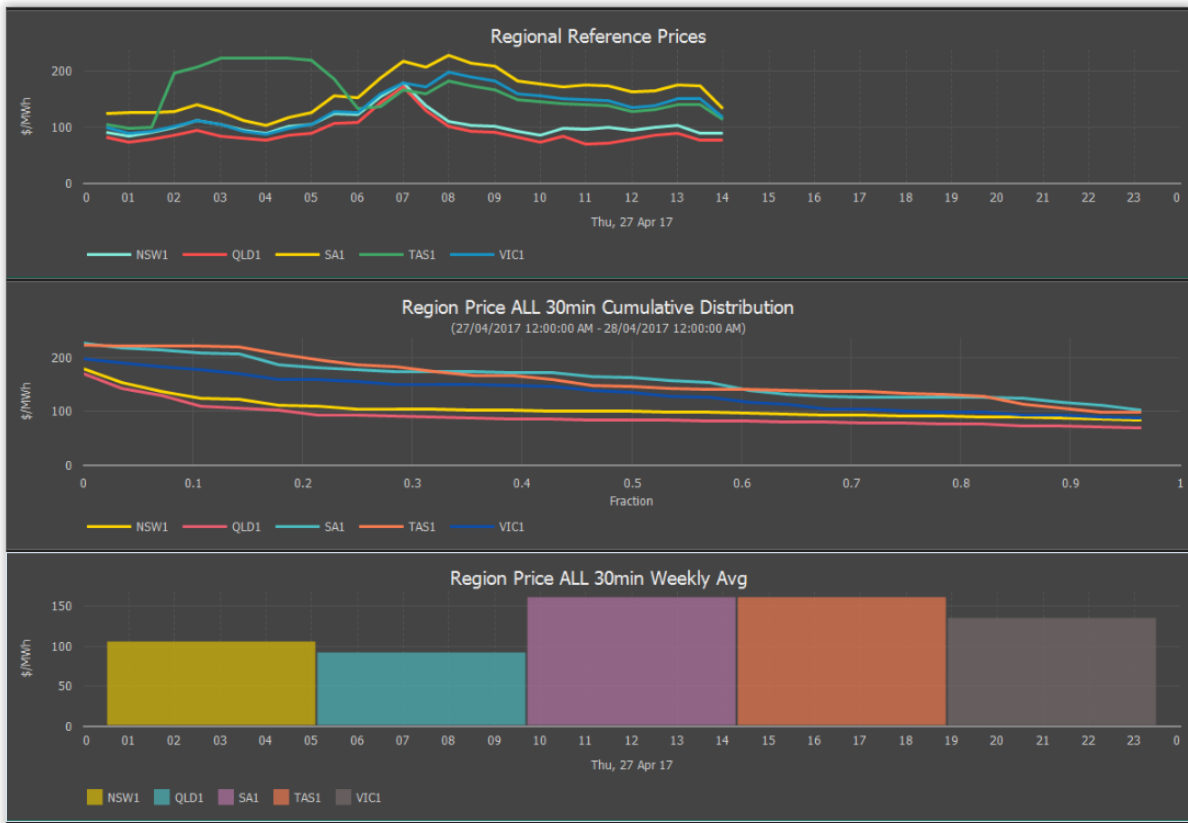 Regional Reference Prices
$/MWh
200
100
0
0 01 02 03 04 05 06 07 08 09 10 11 12 13 14 15 16 17 18 19 20 21 22 23 0
Thu, 27 Apr 17
NSW1 QLD1 SA1 TAS1 VIC1
Region Price ALL 30min Cumulative Distribution
(27/04/2017 12:00:00 AM - 28/04/2017 12:00:00 AM)
$/MWh
200
100
0
0 0.1 0.2 0.3 0.4 0.5 0.6 0.7 0.8 0.9 1
Fraction
NSW1 QLD1 SA1 TAS1 VIC1
Region Price ALL 30min Weekly Avg
$/MWh
150
100
50
0
0 01 02 03 04 05 06 07 08 09 10 11 12 13 14 15 16 17 18 19 20 21 22 23 0
Thu, 27 Apr 17
NSW1 QLD1 SA1 TAS1 VIC1